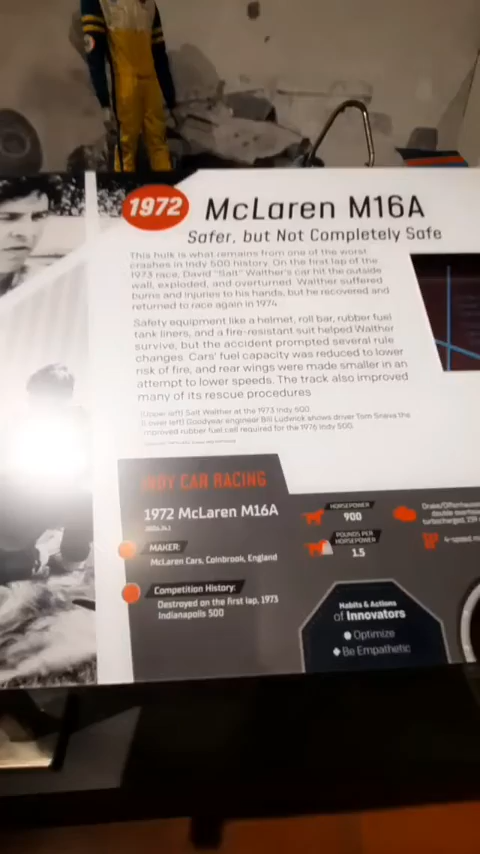 1972
McLaren M16A
Safer, but Not Completely Safe
This hulk is what remains from one of the worst
crashes in Indy 500 history. On the first lap of the
1973 race, David "Salt" Walther's car hit the outside
wall, exploded, and overturned. Walther suffered
burns and injuries to his hands, but he recovered and
returned to race again in 1974.
Safety equipment like a helmet, roll bar, rubber fuel
tank liners, and a fire-resistant suit helped Walther
survive, but the accident prompted several rule
changes. Cars' fuel capacity was reduced to lower
risk of fire, and rear wings were made smaller in an
attempt to lower speeds. The track also improved
many of its rescue procedures
(Upper left) Salt Walther at the 1973 Indy 500
(Lower left) Goodyear engineer Bill Ludwick shows driver Tom Sneva the
improved rubber fuel cell required for the 1976 Indy 500.
INDY CAR RACING
1972 McLaren M16A
MAKER:
McLaren Cars, Colnbrook, England
Competition History:
Destroyed on the first lap, 1973
Indianapolis 500
HORSEPOWER
900
POUNDS PER
HORSEPOWER
1.5
Drake/Offenhauser
double overhead
turbocharged, 159
4-speed
Habits & Actions
of Innovators
Optimize
Be Empathetic